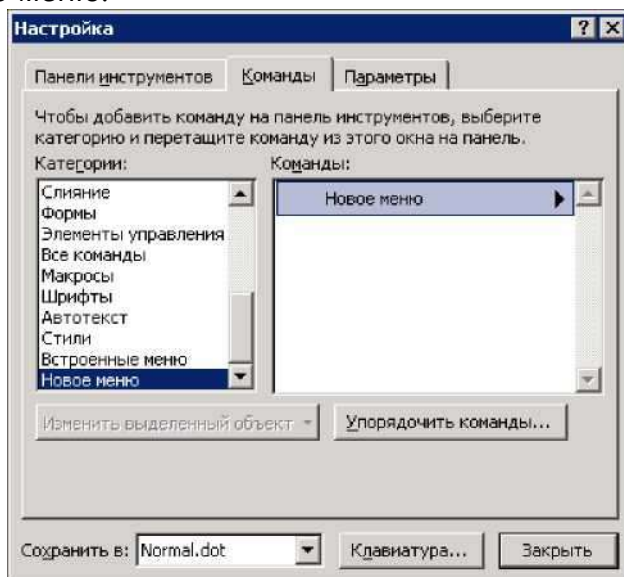 Настройка
Панели инструментов Команды Параметры
Чтобы добавить команду на панель инструментов, выберите
категорию и перетащите команду из этого окна на панель.
Категории: Команды:
Слияние
Формы
Элементы управления
Все команды
Макросы
Шрифты
Автотекст
Стили
Встроенные меню
Новое меню
Новое меню
Изменить выделенный объект Упорядочить команды...
Сохранить в: Normal.dot Клавиатура... Закрыть